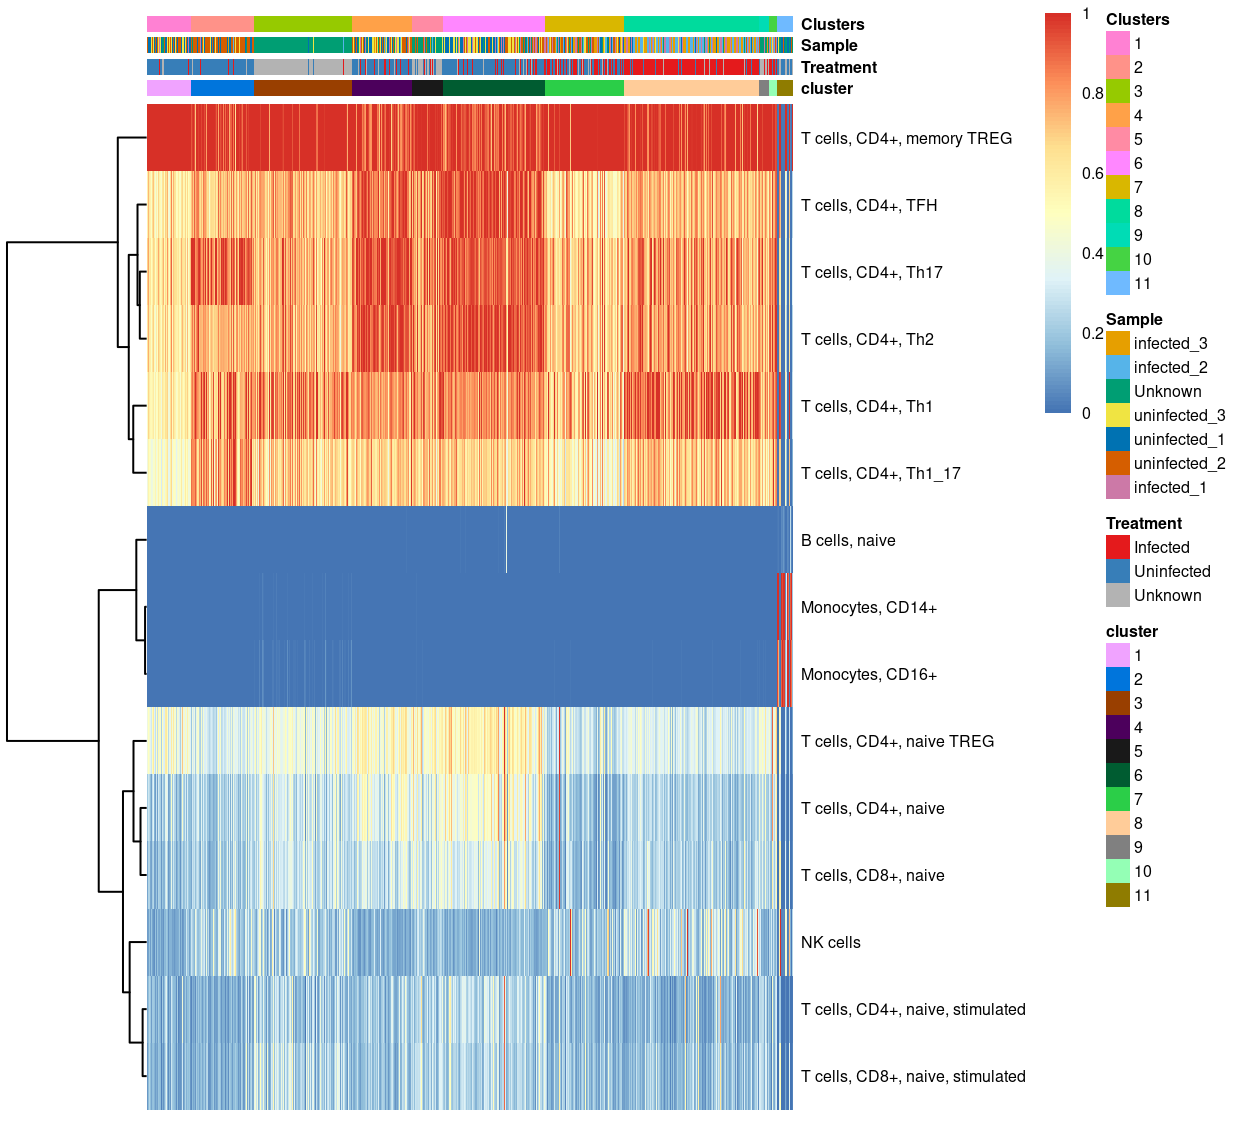 Clusters
Sample
Treatment
cluster
T cells, CD4+, memory TREG
T cells, CD4+, TFH
T cells, CD4+, Th17
T cells, CD4+, Th2
T cells, CD4+, Th1
T cells, CD4+, Th1_17
B cells, naive
Monocytes, CD14+
Monocytes, CD16+
T cells, CD4+, naive TREG
T cells, CD4+, naive
T cells, CD8+, naive
NK cells
T cells, CD4+, naive, stimulated
T cells, CD8+, naive, stimulated
1
0.8
0.6
0.4
0.2
0
Clusters
1
2
3
4
5
6
7
8
9
10
11
Sample
infected_3
infected_2
Unknown
uninfected_3
uninfected_1
uninfected_2
infected_1
Treatment
Infected
Uninfected
Unknown
cluster
1
2
3
4
5
6
7
8
9
10
11